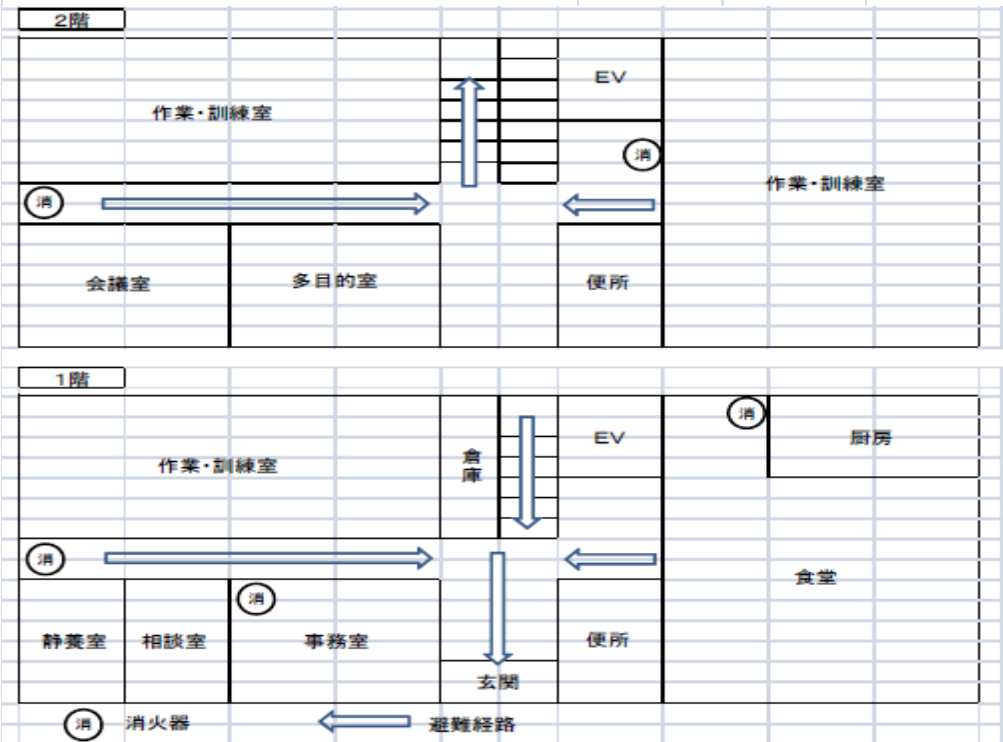 2階
作業・訓練室
EV
消
作業・訓練室
消
会議室
多目的室
便所
1階
消
厨房
作業・訓練室
倉庫
EV
消
食堂
消
静養室
相談室
事務室
便所
玄関
消 消火器
避難経路